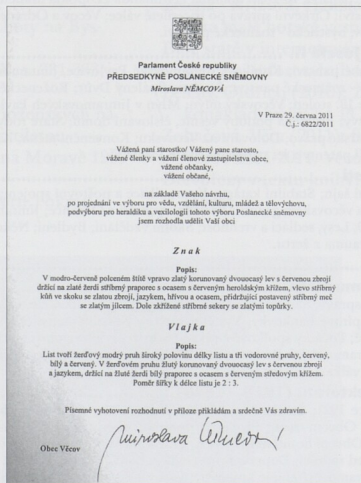 Parlament České republiky
PŘEDSEDKYNĚ POSLANECKÉ SNĚMOVNY
Miroslava NĚMCOVÁ
V Praze 29. června 2011
Č.j.: 6822/2011
Vážená paní starostko/ Vážený pane starosto,
vážené členky a vážení členové zastupitelstva obce,
vážené občanky,
vážení občané,
na základě Vašeho návrhu,
po projednání ve výboru pro vědu, vzdělání, kulturu, mládež a tělovýchovu,
podvýboru pro heraldiku a vexilologii tohoto výboru Poslanecké sněmovny
jsem rozhodla udělit Vaší obci
Znak
Popis:
V modro-červeně polceném štítě vpravo zlatý korunovaný dvouocasý lev s červenou zbrojí
držící na zlaté žerdi stříbrný praporec s ocasem s červeným heroldským křížem, vlevo stříbrný
kůň ve skoku se zlatou zbrojí, jazykem, hřívou a ocasem, přidržující postavený stříbrný meč
se zlatým jílcem. Dole zkřížené stříbrné sekery se zlatými topůrky.
Vlajka
Popis:
List tvoří žerďový modrý pruh široký polovinu délky listu a tři vodorovné pruhy, červený,
bílý a červený. V žerďovém pruhu žlutý korunovaný dvouocasý lev s červenou zbrojí
a jazykem, držící na žluté žerdi bílý praporec s ocasem s červeným středovým křížem.
Poměr šířky k délce listu je 2 : 3.
Písemné vyhotovení rozhodnutí v příloze přikládám a srdečně Vás zdravím.
Miroslava Němcová
Obec Věcov